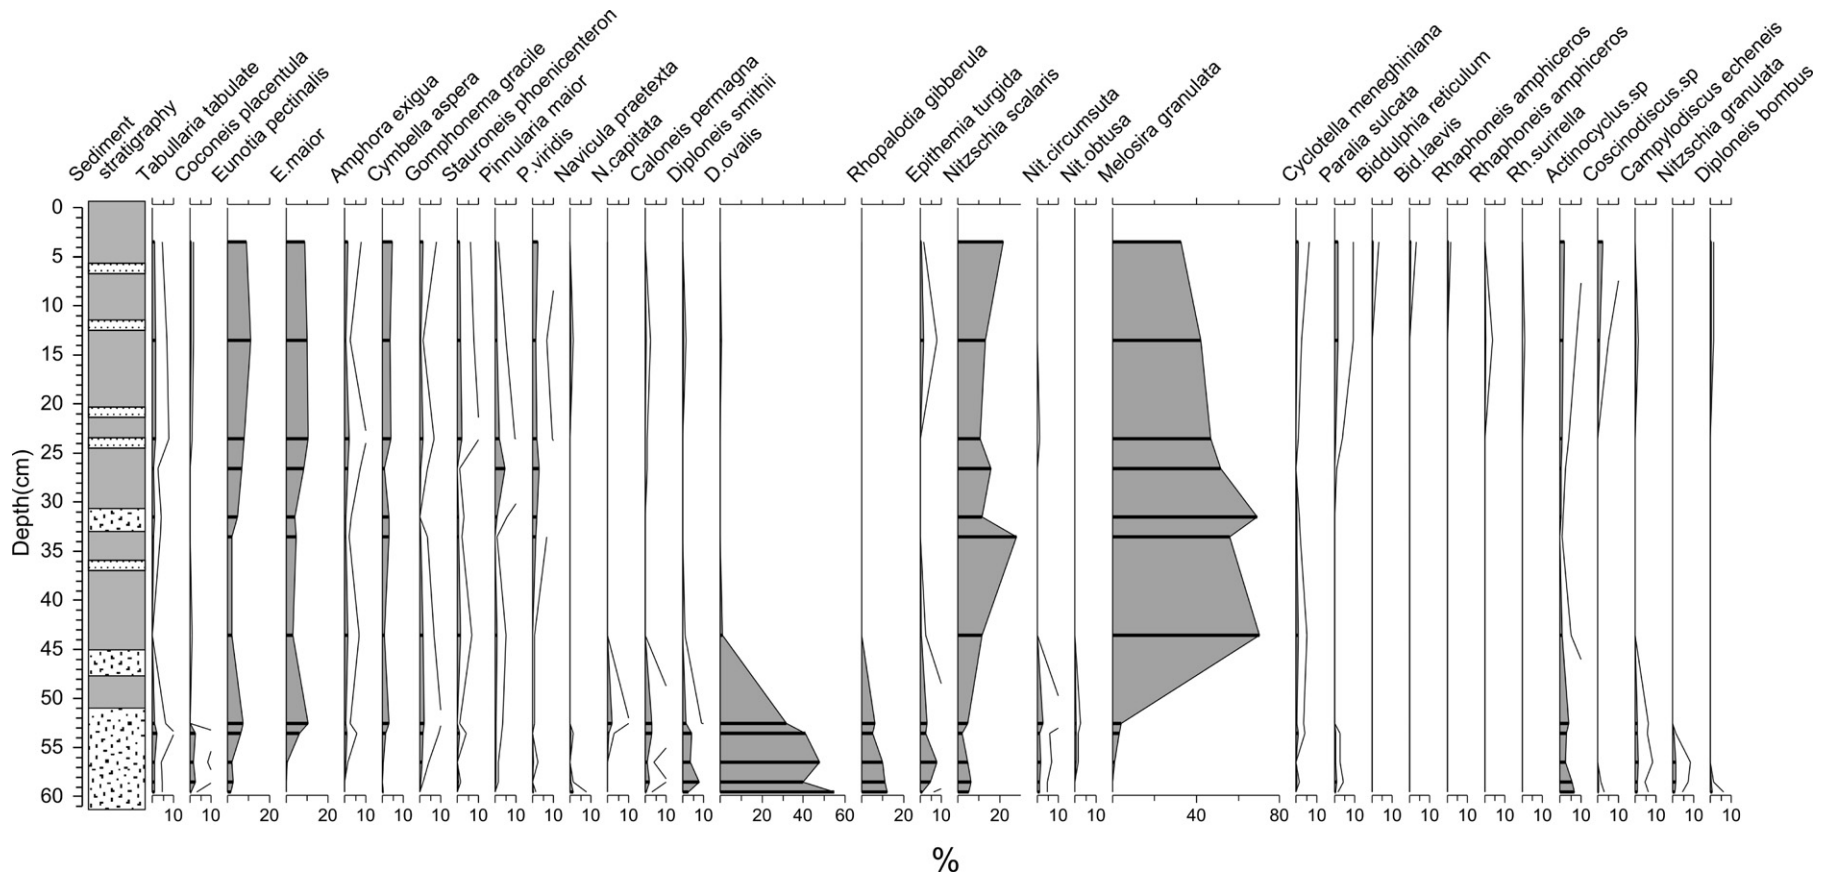 Sediment
stratigraphy
Tabullaria tabulate
Coconeis placentula
Eunotia pectinalis
E.maior
Amphora exigua
Cymbella aspera
Gomphonema gracile
Stauroneis phoenicenteron
Pinnularia maior
P.viridis
Navicula praetexta
N.capitata
Caloneis permagna
Diploneis smithii
D.ovalis
Rhopalodia gibberula
Epithemia turgida
Nitzschia scalaris
Nit.circumsuta
Nit.obtusa
Melosira granulata
Cyclotella meneghiniana
Paralia sulcata
Biddulphia reticulum
Bid.laevis
Rhaphoneis amphiceros
Rhaphoneis amphiceros
Rh.surirella
Actinocyclus.sp
Coscinodiscus.sp
Campylodiscus echeneis
Nitzschia granulata
Diploneis bombus
Depth(cm)
0
5
10
15
20
25
30
35
40
45
50
55
60
10 10 20 20 10 10 10 10 10 10 10 10 10 10 20 40 60 20 10 20 10 10 40 80 10 10 10 10 10 10 10 10 10 10 10 10
%